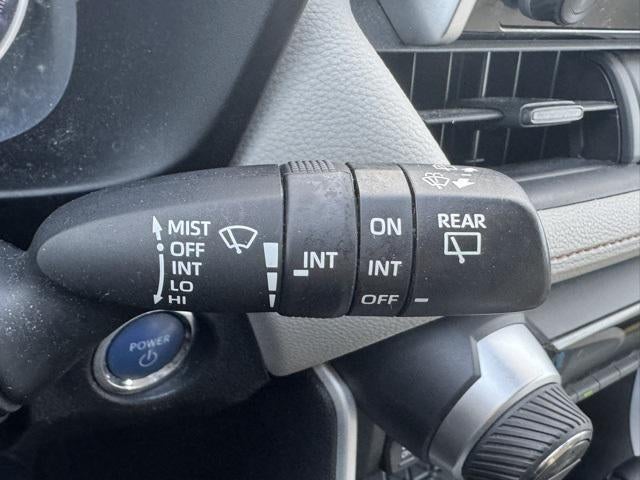 MIST
OFF
INT
LO
HI
INT
ON
INT
OFF
REAR
POWER